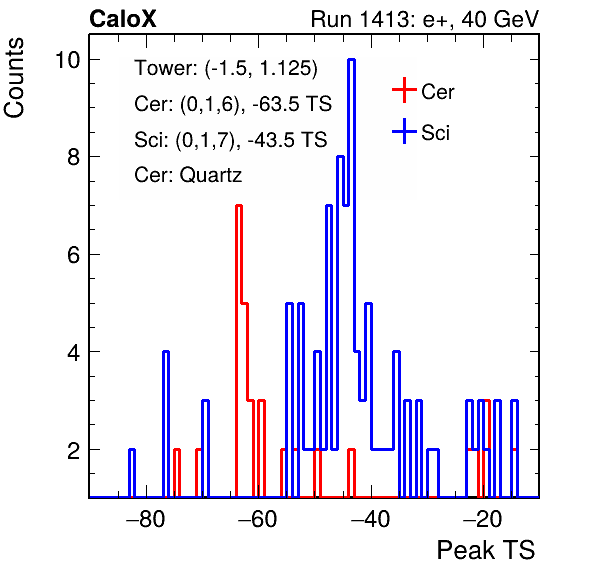 CaloX Run 1413: e+, 40 GeV
Counts
10
8
6
4
2
Tower: (-1.5, 1.125)
Cer: (0,1,6), -63.5 TS
Sci: (0,1,7), -43.5 TS
Cer: Quartz
Cer
Sci
−80 −60 −40 −20
Peak TS